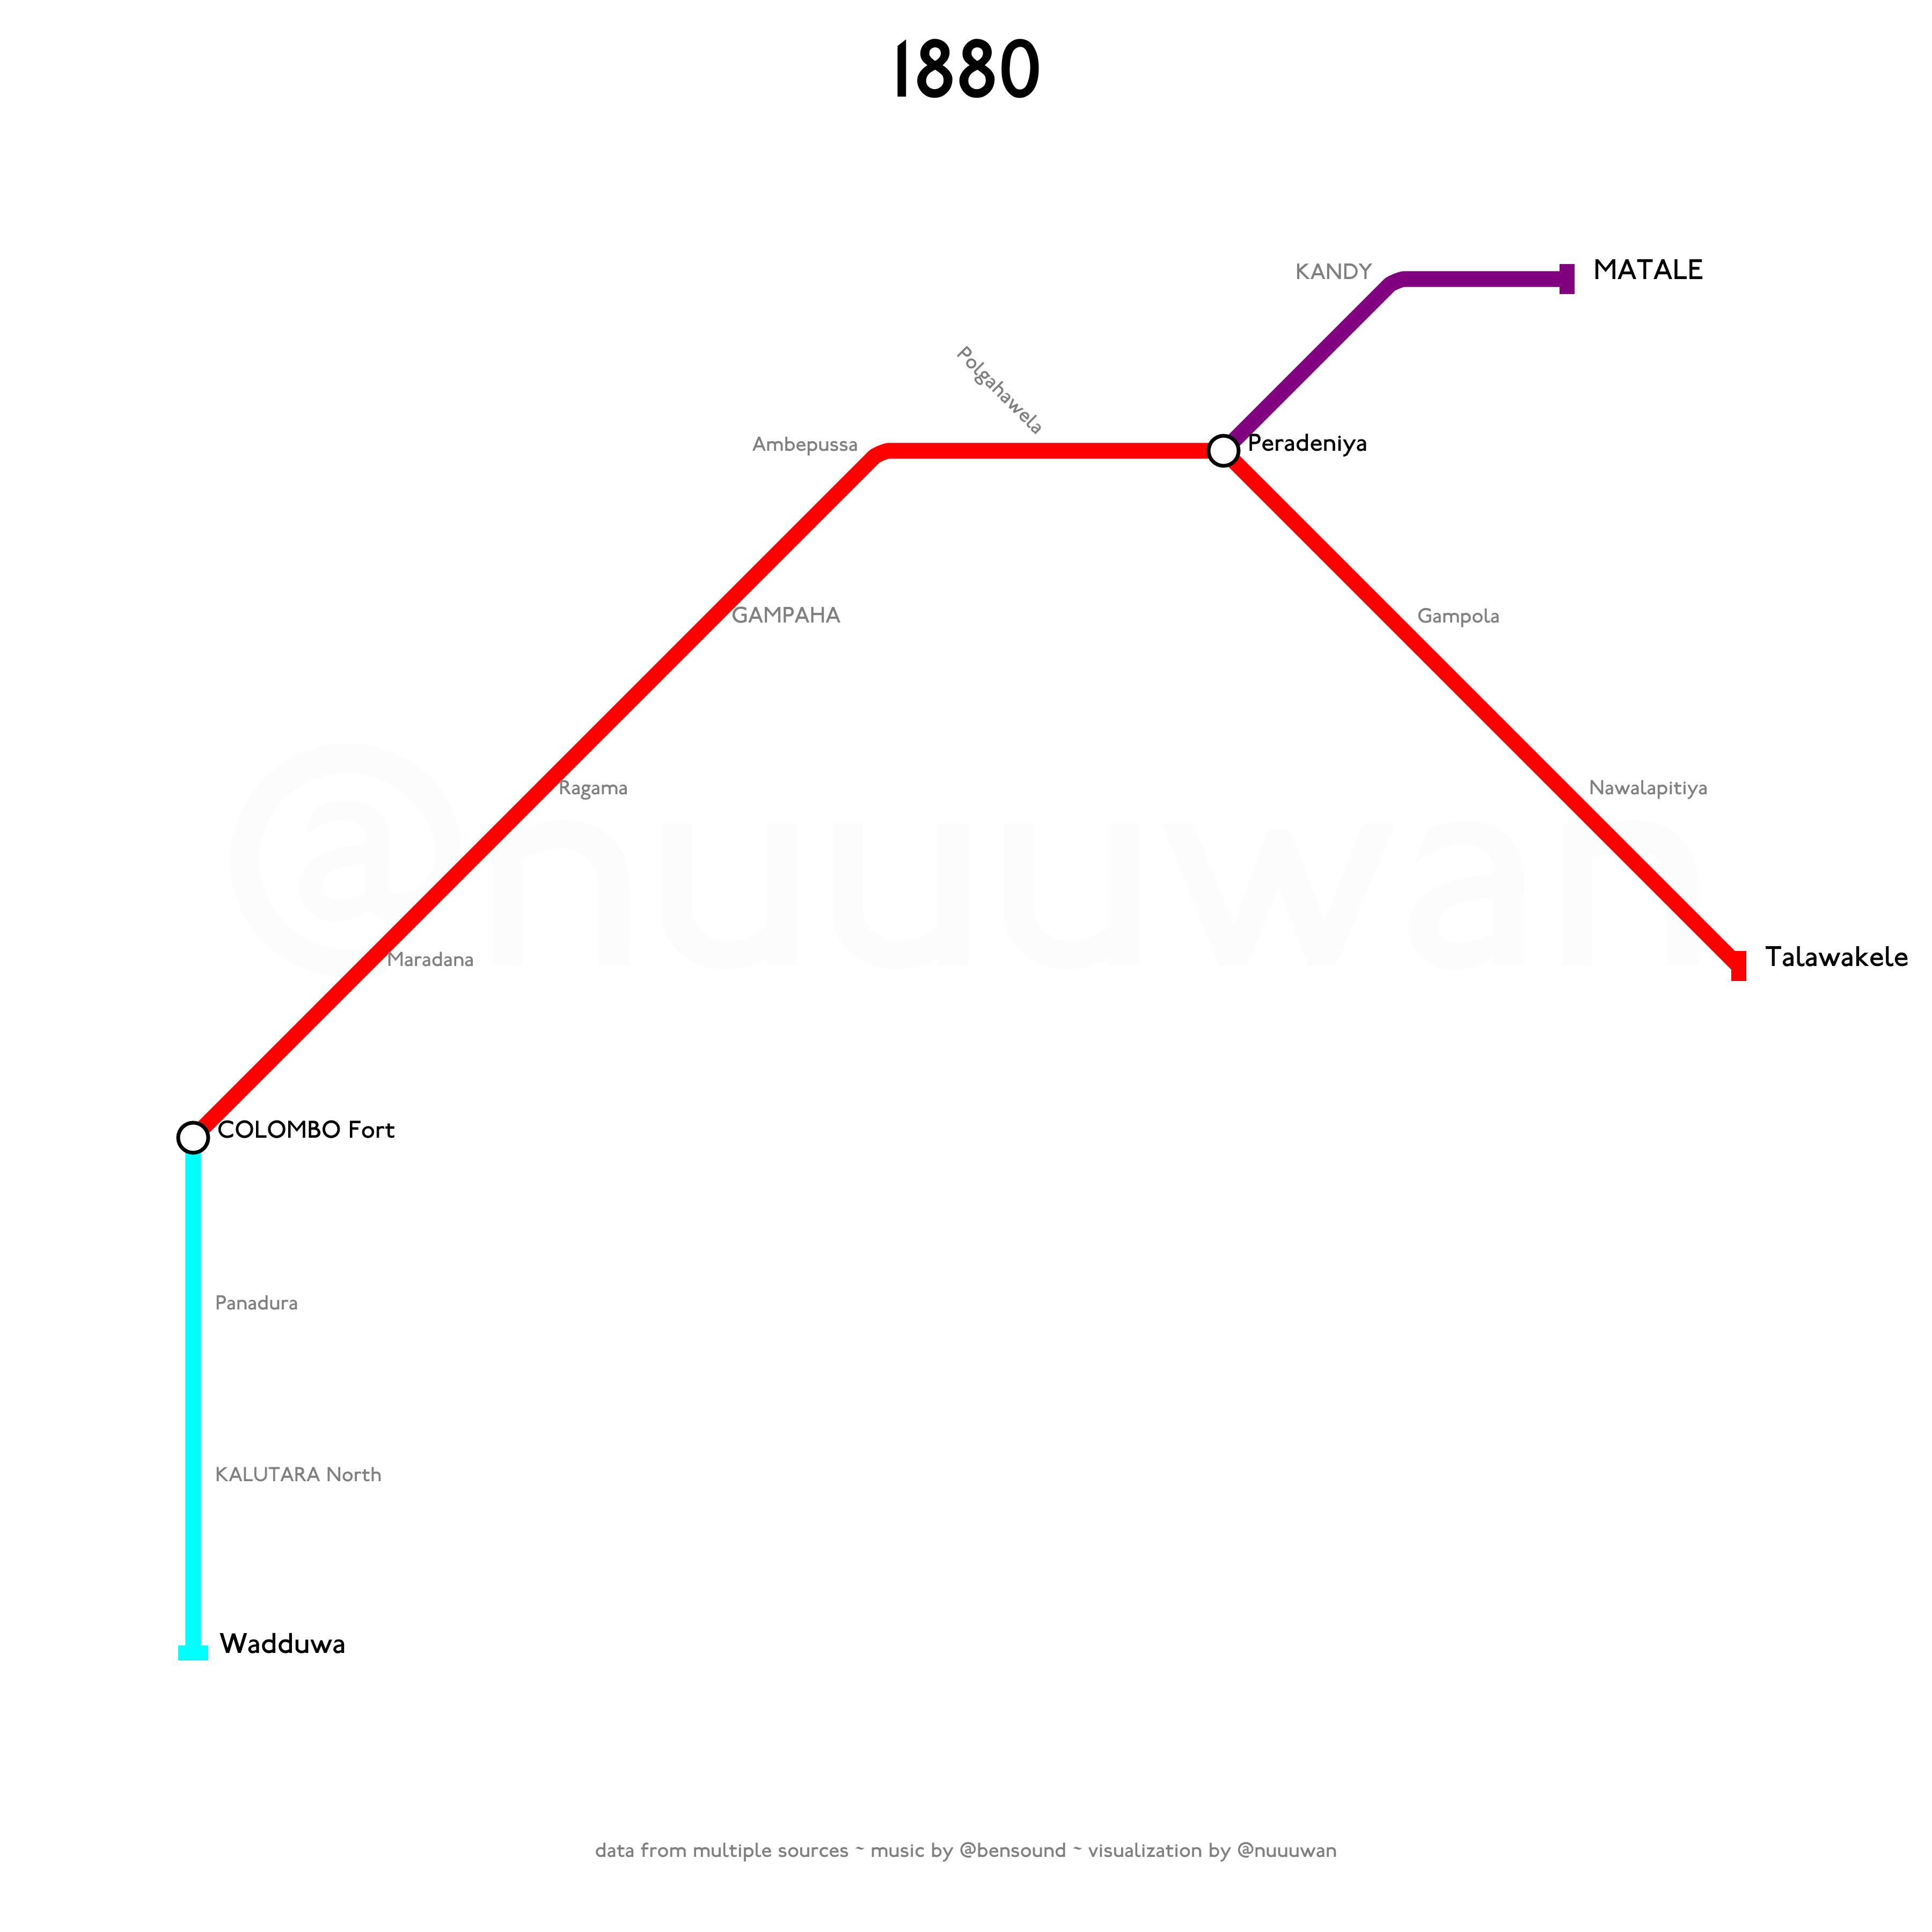 1880
KANDY
MATALE
Polgahawela
Ambepussa
Peradeniya
GAMPAHA
Gampola
Ragama
Nawalapitiya
@nuuuwan
Maradana
Talawakele
COLOMBO Fort
Panadura
KALUTARA North
Wadduwa
data from multiple sources ~ music by @bensound ~ visualization by @nuuuwan